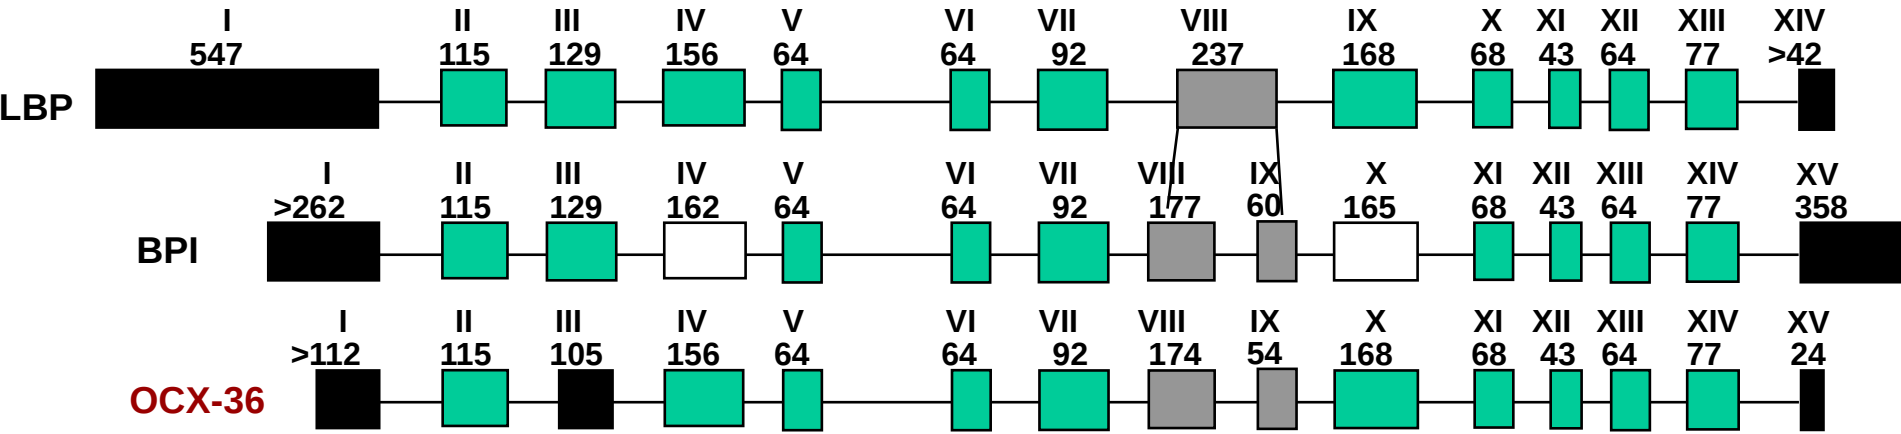 I II III IV V VI VII VIII IX X XI XII XIII XIV
547 115 129 156 64 64 92 237 168 68 43 64 77 >42
LBP
I II III IV V VI VII VIII IX X XI XII XIII XIV XV
>262 115 129 162 64 64 92 177 60 165 68 43 64 77 358
BPI
I II III IV V VI VII VIII IX X XI XII XIII XIV XV
>112 115 105 156 64 64 92 174 54 168 68 43 64 77 24
OCX-36